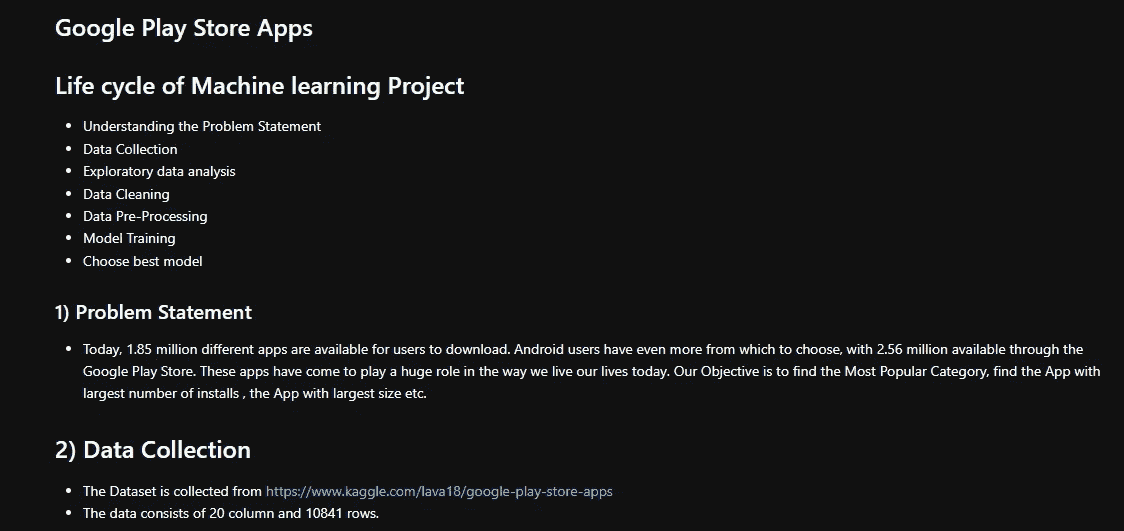 Google Play Store Apps
Life cycle of Machine learning Project
• Understanding the Problem Statement
• Data Collection
• Exploratory data analysis
• Data Cleaning
• Data Pre-Processing
• Model Training
• Choose best model
1) Problem Statement
• Today, 1.85 million different apps are available for users to download. Android users have even more from which to choose, with 2.56 million available through the
Google Play Store. These apps have come to play a huge role in the way we live our lives today. Our Objective is to find the Most Popular Category, find the App with
largest number of installs , the App with largest size etc.
2) Data Collection
• The Dataset is collected from https://www.kaggle.com/lava18/google-play-store-apps
• The data consists of 20 column and 10841 rows.